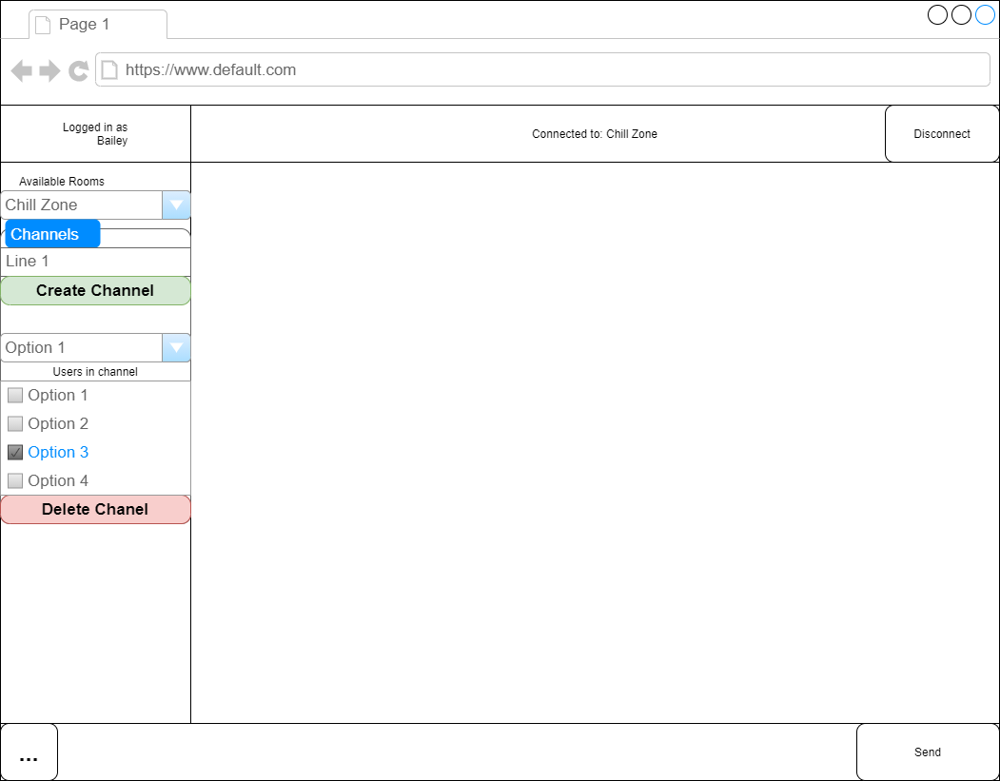 Page 1
https://www.default.com
Logged in as
Bailey
Connected to: Chill Zone
Disconnect
Available Rooms
Chill Zone
Channels
Line 1
Create Channel
Option 1
Users in channel
Option 1
Option 2
Option 3
Option 4
Delete Chanel
...
Send